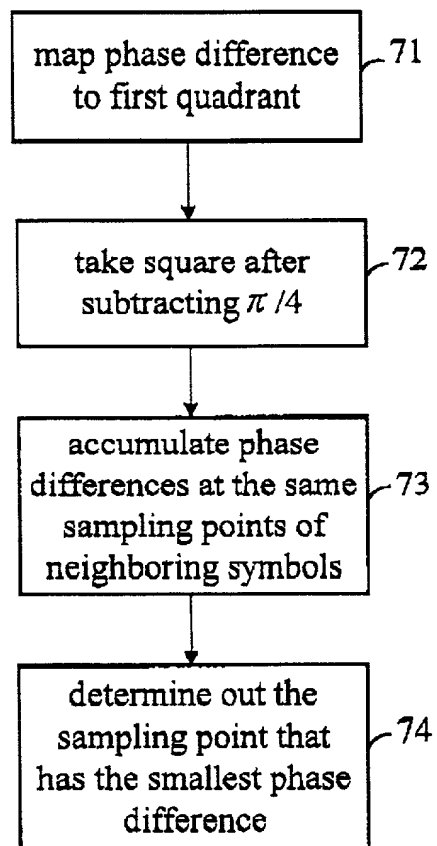 map phase difference
to first quadrant
71
take square after
subtracting π/4
72
accumulate phase
differences at the same
sampling points of
neighboring symbols
73
determine out the
sampling point that
has the smallest phase
difference
74